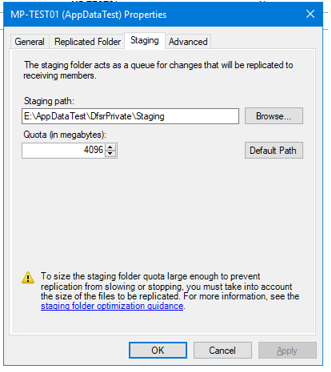 MP-TEST01 (AppDataTest) Properties
General Replicated Folder Staging Advanced
The staging folder acts as a queue for changes that will be replicated to
receiving members.
Staging path:
E:\AppDataTest\DfsrPrivate\Staging Browse...
Quota (in megabytes):
4096 Default Path
To size the staging folder quota large enough to prevent
replication from slowing or stopping, you must take into account
the size of the files to be replicated. For more information, see the
staging folder optimization guidance.
OK Cancel Apply